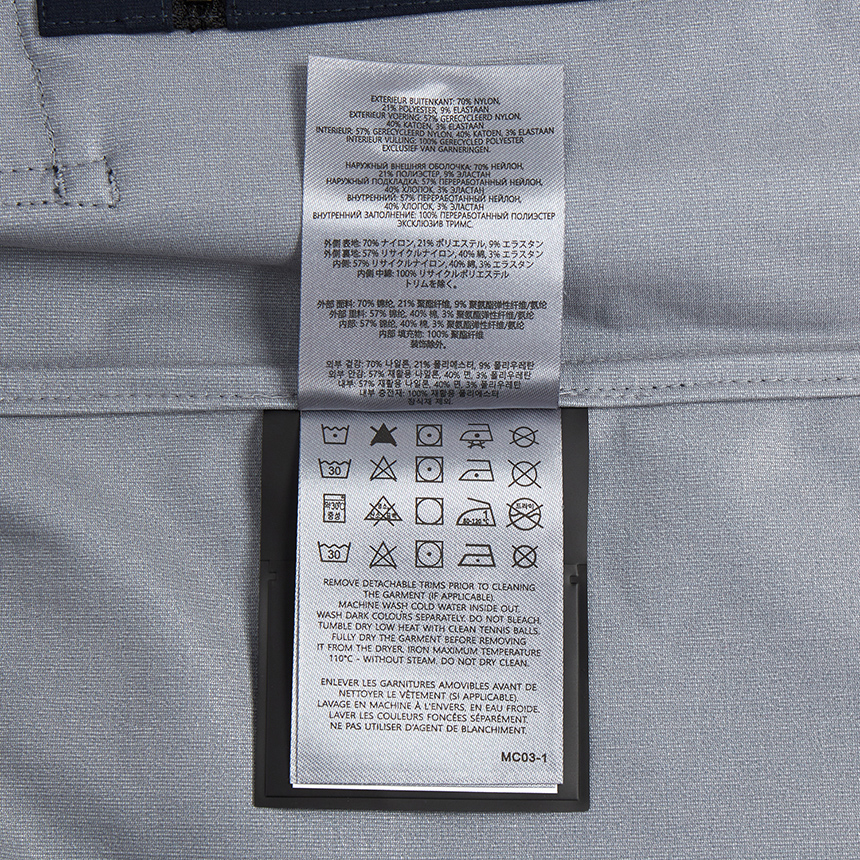 EXTERIEUR BUITENKANT: 70% NYLON,
21% POLYESTER, 9% ELASTAAN
EXTERIEUR VOERING: 57% GERECYCLEERD NYLON,
40% KATOEN, 3% ELASTAAN
INTERIEUR: 57% GERECYCLEERD NYLON, 40% KATOEN, 3% ELASTAAN
INTERIEUR VULLING: 100% GERECYCLED POLYESTER
EXCLUSIEF VAN GARNERINGEN.
НАРУЖНЫЙ ВНЕШНЯЯ ОБОЛОЧКА: 70% НЕЙЛОН,
21% ПОЛИЭСТЕР, 9% ЭЛАСТАН
НАРУЖНЫЙ ПОДКЛАДКА: 57% ПЕРЕРАБОТАННЫЙ НЕЙЛОН,
40% ХЛОПОК, 3% ЭЛАСТАН
ВНУТРЕННИЙ: 57% ПЕРЕРАБОТАННЫЙ НЕЙЛОН,
40% ХЛОПОК, 3% ЭЛАСТАН
ВНУТРЕННИЙ ЗАПОЛНЕНИЕ: 100% ПЕРЕРАБОТАННЫЙ ПОЛИЭСТЕР
ЭКСКЛЮЗИВ ТРИМС.
外側 表地: 70% ナイロン, 21% ポリエステル, 9% エラスタン
外側 裏地: 57% リサイクルナイロン, 40% 綿, 3% エラスタン
内側: 57% リサイクルナイロン, 40% 綿, 3% エラスタン
内側 中綿: 100% リサイクルポリエステル
トリムを除く。
外部 面料: 70% 锦纶, 21% 聚酯纤维, 9% 聚氨酯弹性纤维/氨纶
外部 里料: 57% 锦纶, 40% 棉, 3% 聚氨酯弹性纤维/氨纶
内部: 57% 锦纶, 40% 棉, 3% 聚氨酯弹性纤维/氨纶
内部 填充物: 100% 聚酯纤维
装饰除外.
외부 겉감: 70% 나일론, 21% 폴리에스터, 9% 폴리우레탄
외부 안감: 57% 재활용 나일론, 40% 면, 3% 폴리우레탄
내부: 57% 재활용 나일론, 40% 면, 3% 폴리우레탄
내부 충전재: 100% 재활용 폴리에스터
장식재 제외.
30
약30℃
중성 염소 80-120℃ 드라이
30
REMOVE DETACHABLE TRIMS PRIOR TO CLEANING
THE GARMENT (IF APPLICABLE).
MACHINE WASH COLD WATER INSIDE OUT.
WASH DARK COLOURS SEPARATELY. DO NOT BLEACH.
TUMBLE DRY LOW HEAT WITH CLEAN TENNIS BALLS.
FULLY DRY THE GARMENT BEFORE REMOVING
IT FROM THE DRYER. IRON MAXIMUM TEMPERATURE
110°C - WITHOUT STEAM. DO NOT DRY CLEAN.
ENLEVER LES GARNITURES AMOVIBLES AVANT DE
NETTOYER LE VÊTEMENT (SI APPLICABLE).
LAVAGE EN MACHINE À L'ENVERS, EN EAU FROIDE.
LAVER LES COULEURS FONCÉES SÉPARÉMENT.
NE PAS UTILISER D'AGENT DE BLANCHIMENT.
MC03-1